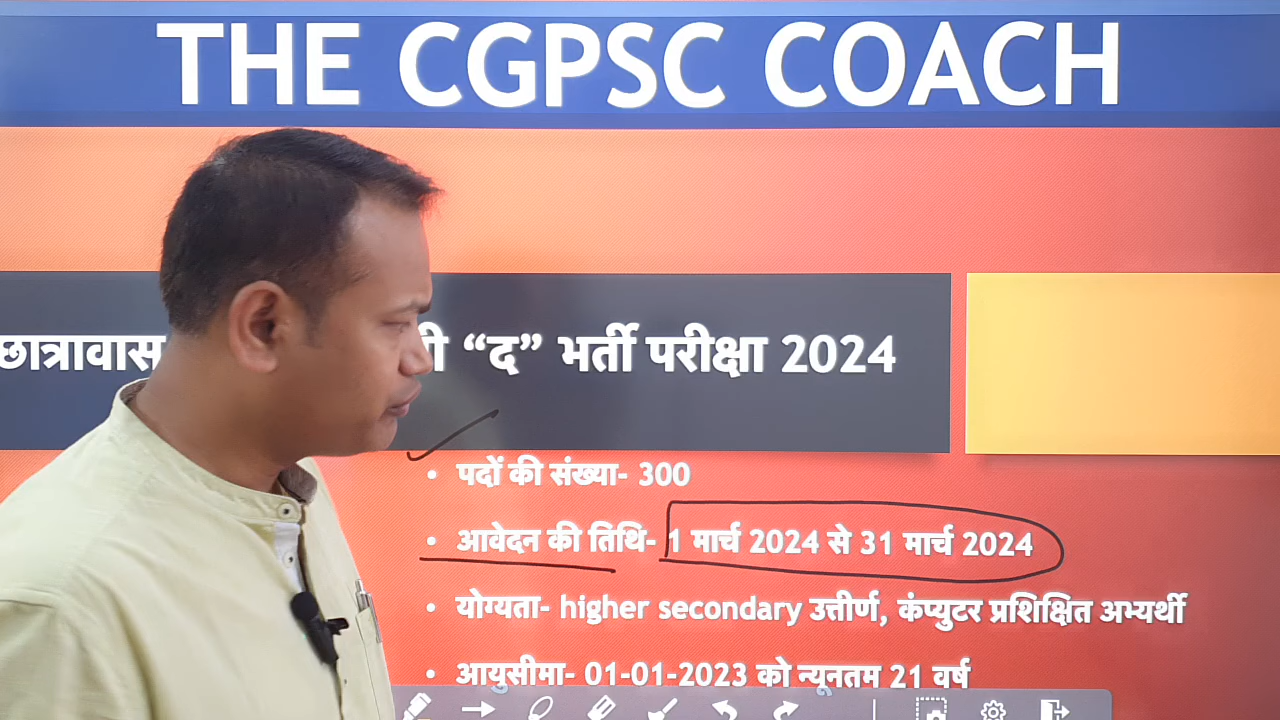 THE CGPSC COACH
छात्रावास “द” भर्ती परीक्षा 2024
• पदों की संख्या- 300
• आवेदन की तिथि- 1 मार्च 2024 से 31 मार्च 2024
• योग्यता- higher secondary उत्तीर्ण, कंप्युटर प्रशिक्षित अभ्यार्थी
• आयुसीमा- 01-01-2023 को न्यूनतम 21 वर्ष